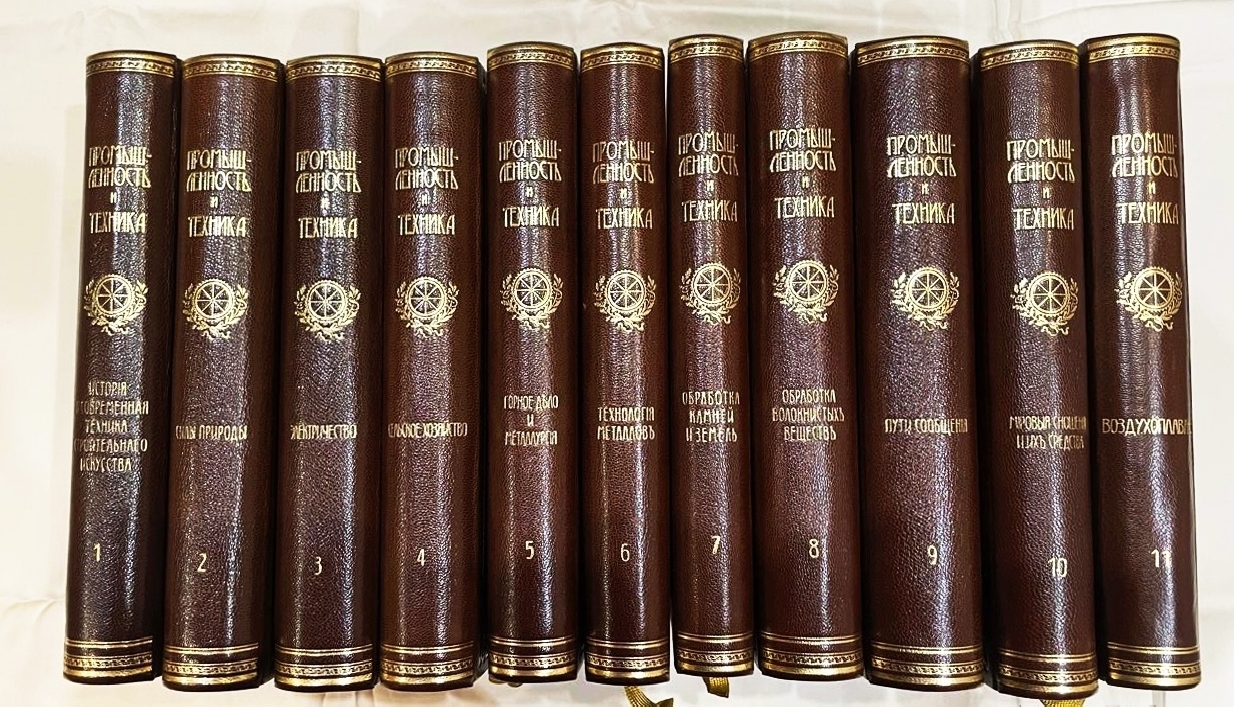 ПРОМЫШ-
ЛЕННОСТЬ
и
ТЕХНИКА
ИСТОРІЯ
И СОВРЕМЕННАЯ
ТЕХНИКА
СТРОИТЕЛЬНАГО
ИСКУССТВА
1
ПРОМЫШ-
ЛЕННОСТЬ
и
ТЕХНИКА
СИЛЫ ПРИРОДЫ
2
ПРОМЫШ-
ЛЕННОСТЬ
и
ТЕХНИКА
ЭЛЕКТРИЧЕСТВО
3
ПРОМЫШ-
ЛЕННОСТЬ
и
ТЕХНИКА
СЕЛЬСКОЕ ХОЗЯЙСТВО
4
ПРОМЫШ-
ЛЕННОСТЬ
и
ТЕХНИКА
ГОРНОЕ ДѢЛО
И
МЕТАЛЛУРГІЯ
5
ПРОМЫШ-
ЛЕННОСТЬ
и
ТЕХНИКА
ТЕХНОЛОГІЯ
МЕТАЛЛОВЪ
6
ПРОМЫШ-
ЛЕННОСТЬ
и
ТЕХНИКА
ОБРАБОТКА
КАМНЕЙ
И ЗЕМЕЛЬ
7
ПРОМЫШ-
ЛЕННОСТЬ
и
ТЕХНИКА
ОБРАБОТКА
ВОЛОКНИСТЫХЪ
ВЕЩЕСТВЪ
8
ПРОМЫШ-
ЛЕННОСТЬ
и
ТЕХНИКА
ПУТИ СООБЩЕНІЯ
9
ПРОМЫШ-
ЛЕННОСТЬ
и
ТЕХНИКА
МІРОВЫЯ СНОШЕНІЯ
И ИХЪ СРЕДСТВА
10
ПРОМЫШ-
ЛЕННОСТЬ
и
ТЕХНИКА
ВОЗДУХОПЛАВАНІЕ
11